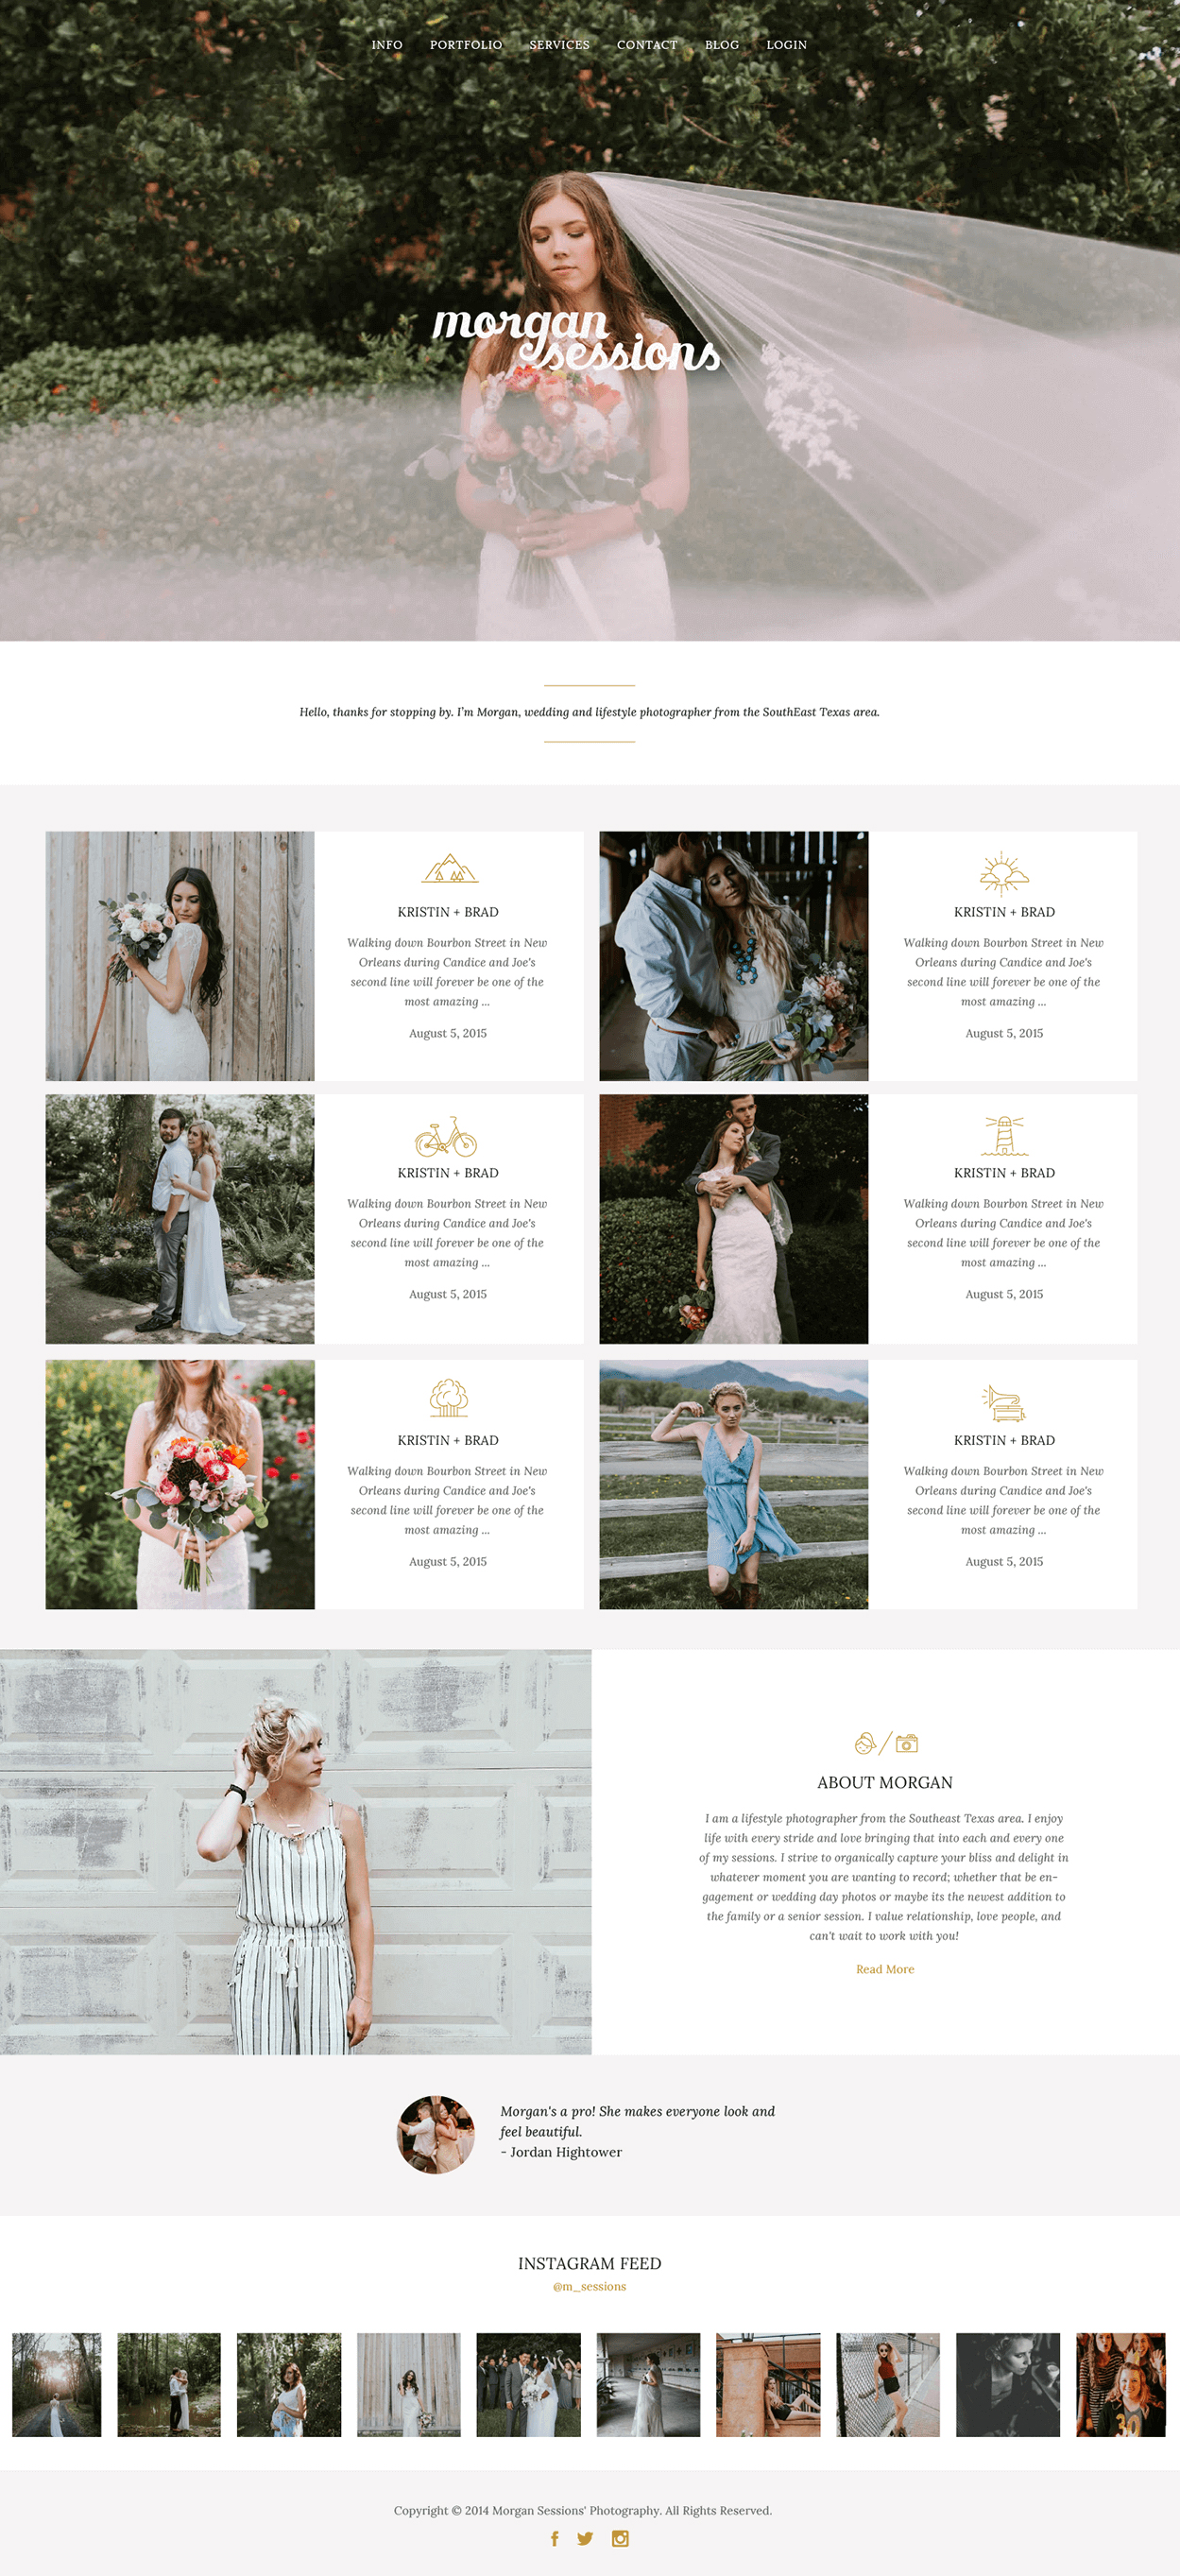 INFO PORTFOLIO SERVICES CONTACT BLOG LOGIN
morgan
sessions
Hello, thanks for stopping by. I'm Morgan, wedding and lifestyle photographer from the SouthEast Texas area.
KRISTIN + BRAD
Walking down Bourbon Street in New
Orleans during Candice and Joe's
second line will forever be one of the
most amazing ...
August 5, 2015
KRISTIN + BRAD
Walking down Bourbon Street in New
Orleans during Candice and Joe's
second line will forever be one of the
most amazing ...
August 5, 2015
KRISTIN + BRAD
Walking down Bourbon Street in New
Orleans during Candice and Joe's
second line will forever be one of the
most amazing ...
August 5, 2015
KRISTIN + BRAD
Walking down Bourbon Street in New
Orleans during Candice and Joe's
second line will forever be one of the
most amazing ...
August 5, 2015
KRISTIN + BRAD
Walking down Bourbon Street in New
Orleans during Candice and Joe's
second line will forever be one of the
most amazing ...
August 5, 2015
KRISTIN + BRAD
Walking down Bourbon Street in New
Orleans during Candice and Joe's
second line will forever be one of the
most amazing ...
August 5, 2015
ABOUT MORGAN
I am a lifestyle photographer from the Southeast Texas area. I enjoy
life with every stride and love bringing that into each and every one
of my sessions. I strive to organically capture your bliss and delight in
whatever moment you are wanting to record; whether that be en-
gagement or wedding day photos or maybe its the newest addition to
the family or a senior session. I value relationship, love people, and
can't wait to work with you!
Read More
Morgan's a pro! She makes everyone look and
feel beautiful.
- Jordan Hightower
INSTAGRAM FEED
@m_sessions
30
Copyright © 2014 Morgan Sessions' Photography. All Rights Reserved.